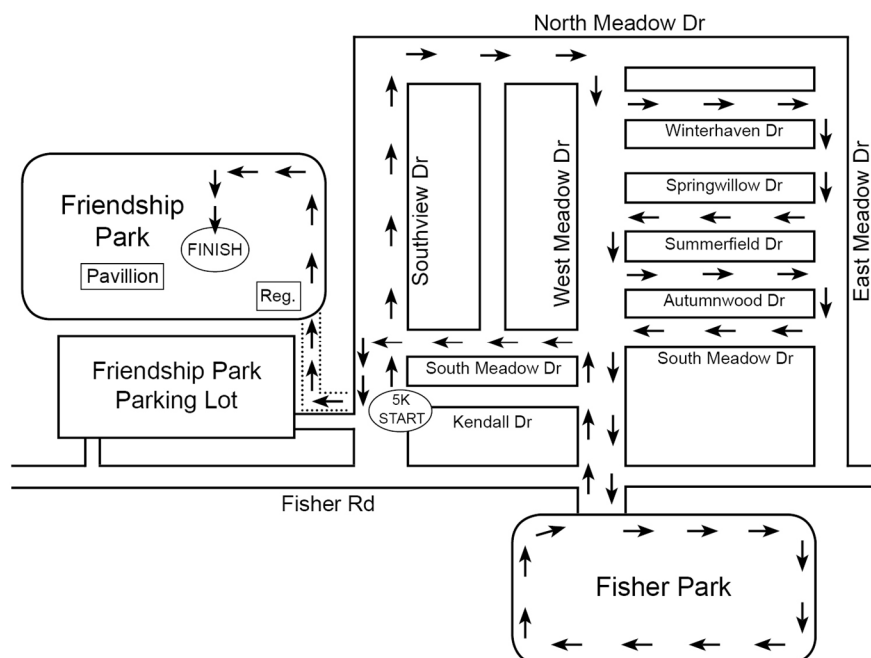 North Meadow Dr
Winterhaven Dr
Springwillow Dr
Summerfield Dr
Autumnwood Dr
South Meadow Dr
East Meadow Dr
West Meadow Dr
Southview Dr
Friendship
Park
FINISH
Pavillion
Reg.
Friendship Park
Parking Lot
South Meadow Dr
5K
START
Kendall Dr
Fisher Rd
Fisher Park